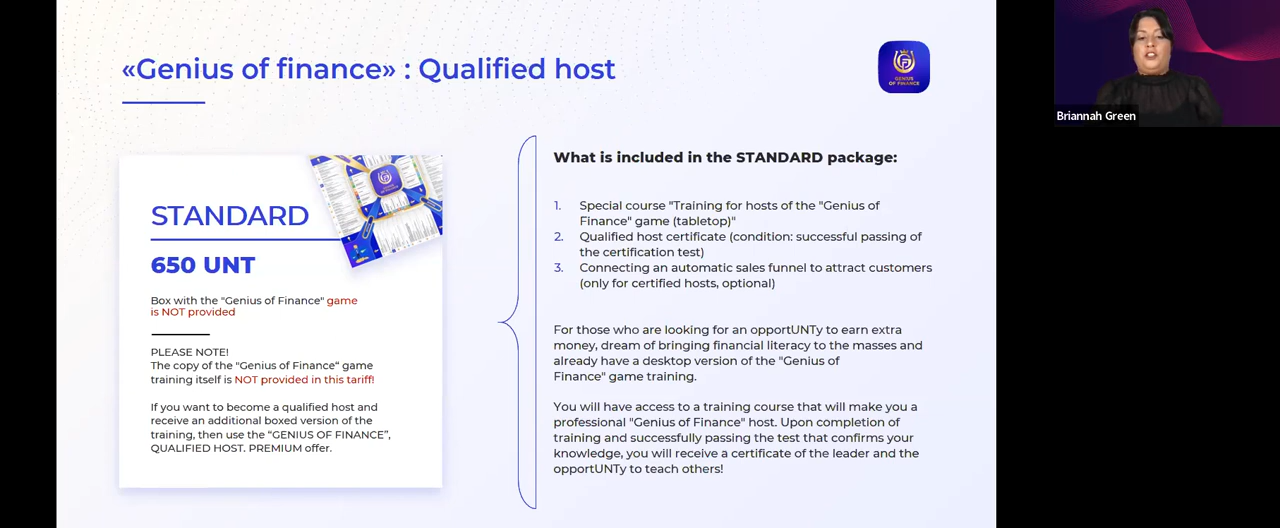 «Genius of finance» : Qualified host
GENIUS
OF FINANCE
Briannah Green
STANDARD
650 UNT
Box with the "Genius of Finance" game
is NOT provided
PLEASE NOTE!
The copy of the "Genius of Finance“ game
training itself is NOT provided in this tariff!
If you want to become a qualified host and
receive an additional boxed version of the
training, then use the “GENIUS OF FINANCE”,
QUALIFIED HOST. PREMIUM offer.
What is included in the STANDARD package:
1. Special course "Training for hosts of the "Genius of
Finance" game (tabletop)"
2. Qualified host certificate (condition: successful passing of
the certification test)
3. Connecting an automatic sales funnel to attract customers
(only for certified hosts, optional)
For those who are looking for an opportUNTy to earn extra
money, dream of bringing financial literacy to the masses and
already have a desktop version of the "Genius of
Finance" game training.
You will have access to a training course that will make you a
professional "Genius of Finance" host. Upon completion of
training and successfully passing the test that confirms your
knowledge, you will receive a certificate of the leader and the
opportUNTy to teach others!